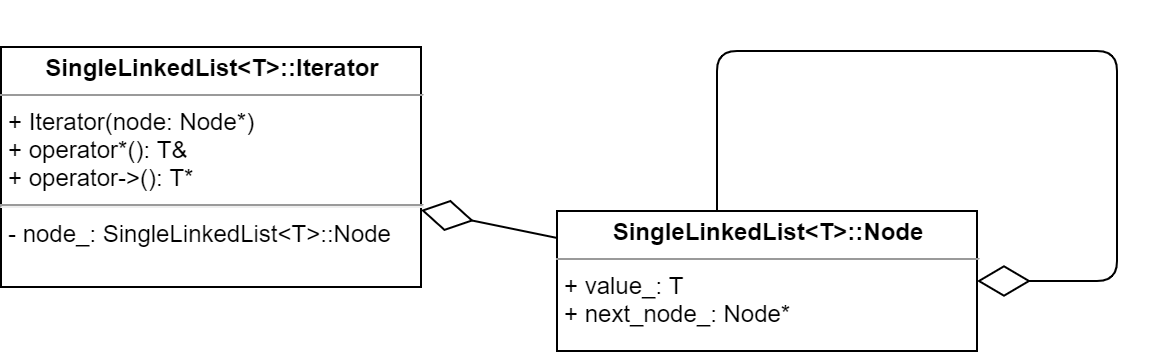 SingleLinkedList<T>::Iterator
+ Iterator(node: Node*)
+ operator*(): T&
+ operator->(): T*
- node_: SingleLinkedList<T>::Node
SingleLinkedList<T>::Node
+ value_: T
+ next_node_: Node*